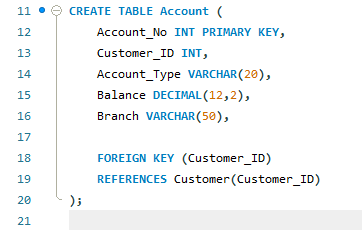 11 CREATE TABLE Account (
12 Account_No INT PRIMARY KEY,
13 Customer_ID INT,
14 Account_Type VARCHAR(20),
15 Balance DECIMAL(12,2),
16 Branch VARCHAR(50),
17
18 FOREIGN KEY (Customer_ID)
19 REFERENCES Customer(Customer_ID)
20 );
21